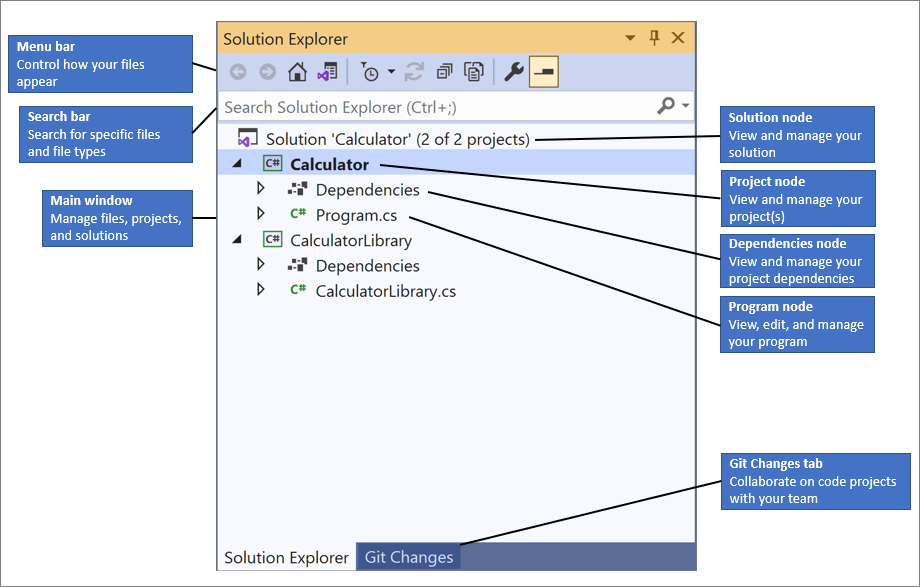 Menu bar
Control how your files
appear
Search bar
Search for specific files
and file types
Main window
Manage files, projects,
and solutions
Solution Explorer
Search Solution Explorer (Ctrl+;)
Solution 'Calculator' (2 of 2 projects)
C# Calculator
Dependencies
C# Program.cs
C# CalculatorLibrary
Dependencies
C# CalculatorLibrary.cs
Solution Explorer
Git Changes
Solution node
View and manage your
solution
Project node
View and manage your
project(s)
Dependencies node
View and manage your
project dependencies
Program node
View, edit, and manage
your program
Git Changes tab
Collaborate on code projects
with your team